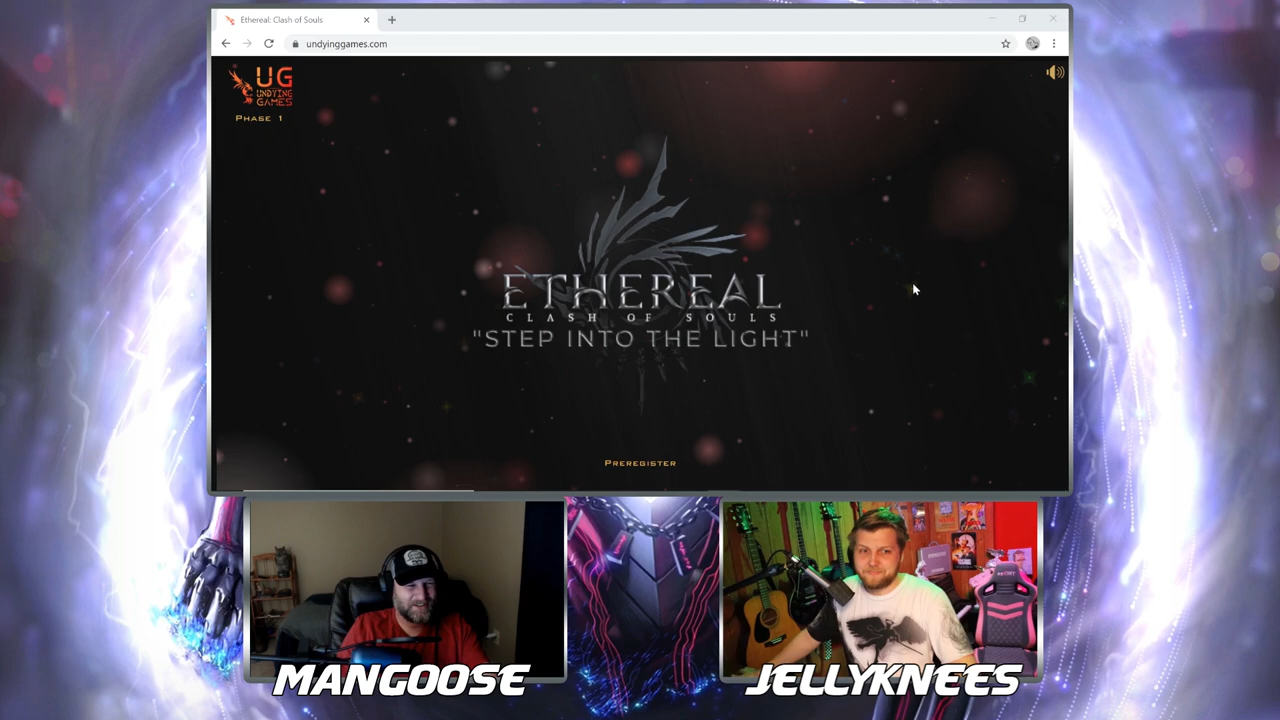 Ethereal: Clash of Souls
undyinggames.com
UG
UNDYING
GAMES
PHASE 1
ETHEREAL
CLASH OF SOULS
"STEP INTO THE LIGHT"
PREREGISTER
MANGOOSE
JELLYKNEES